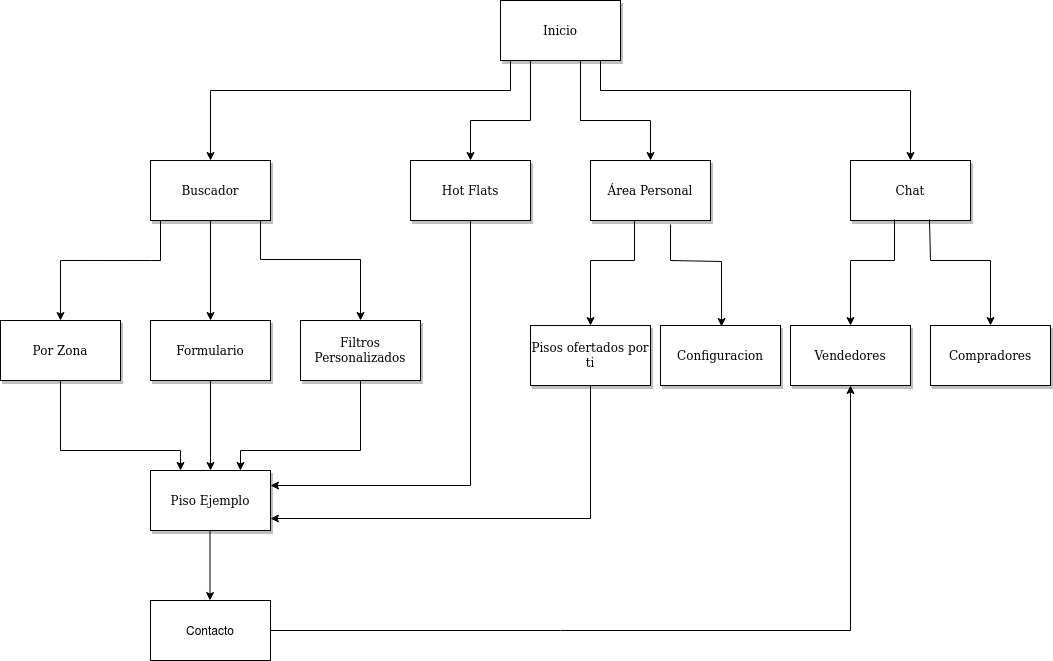 Inicio
Buscador
Hot Flats
Área Personal
Chat
Por Zona
Formulario
Filtros
Personalizados
Pisos ofertados por
ti
Configuracion
Vendedores
Compradores
Piso Ejemplo
Contacto